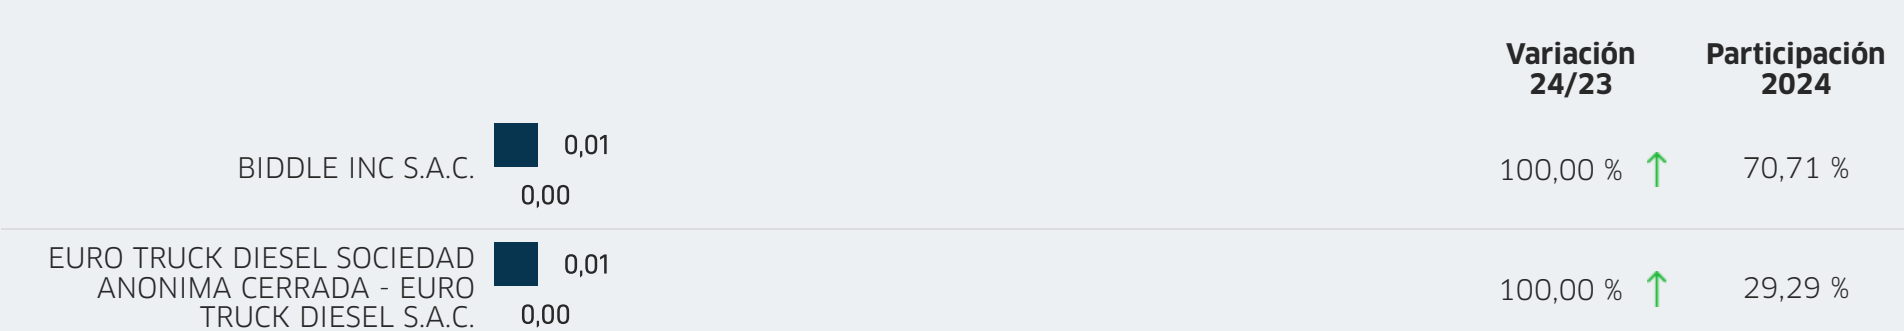 Variación
24/23
Participación
2024
BIDDLE INC S.A.C.
0,01
0,00
100,00 %
70,71 %
EURO TRUCK DIESEL SOCIEDAD
ANONIMA CERRADA - EURO
TRUCK DIESEL S.A.C.
0,01
0,00
100,00 %
29,29 %